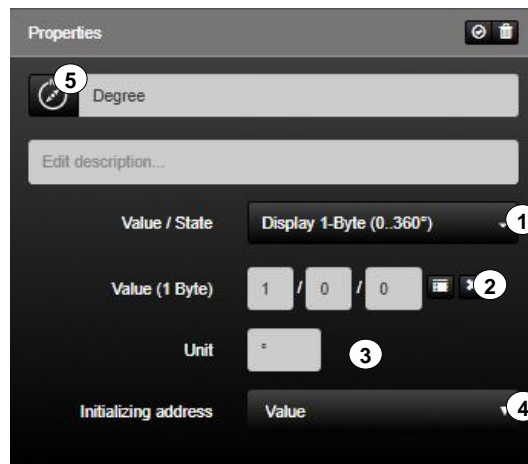 Properties
5
Degree
Edit description...
Value / State Display 1-Byte (0..360°) 1
Value (1 Byte) 1 / 0 / 0 2
Unit ° 3
Initializing address Value 4